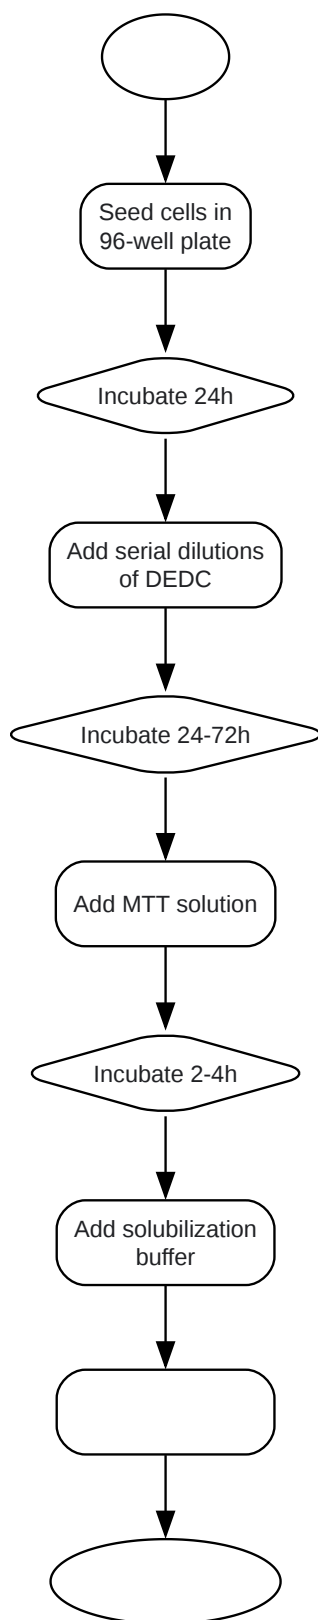 Seed cells in
96-well plate
Incubate 24h
Add serial dilutions
of DEDC
Incubate 24-72h
Add MTT solution
Incubate 2-4h
Add solubilization
buffer